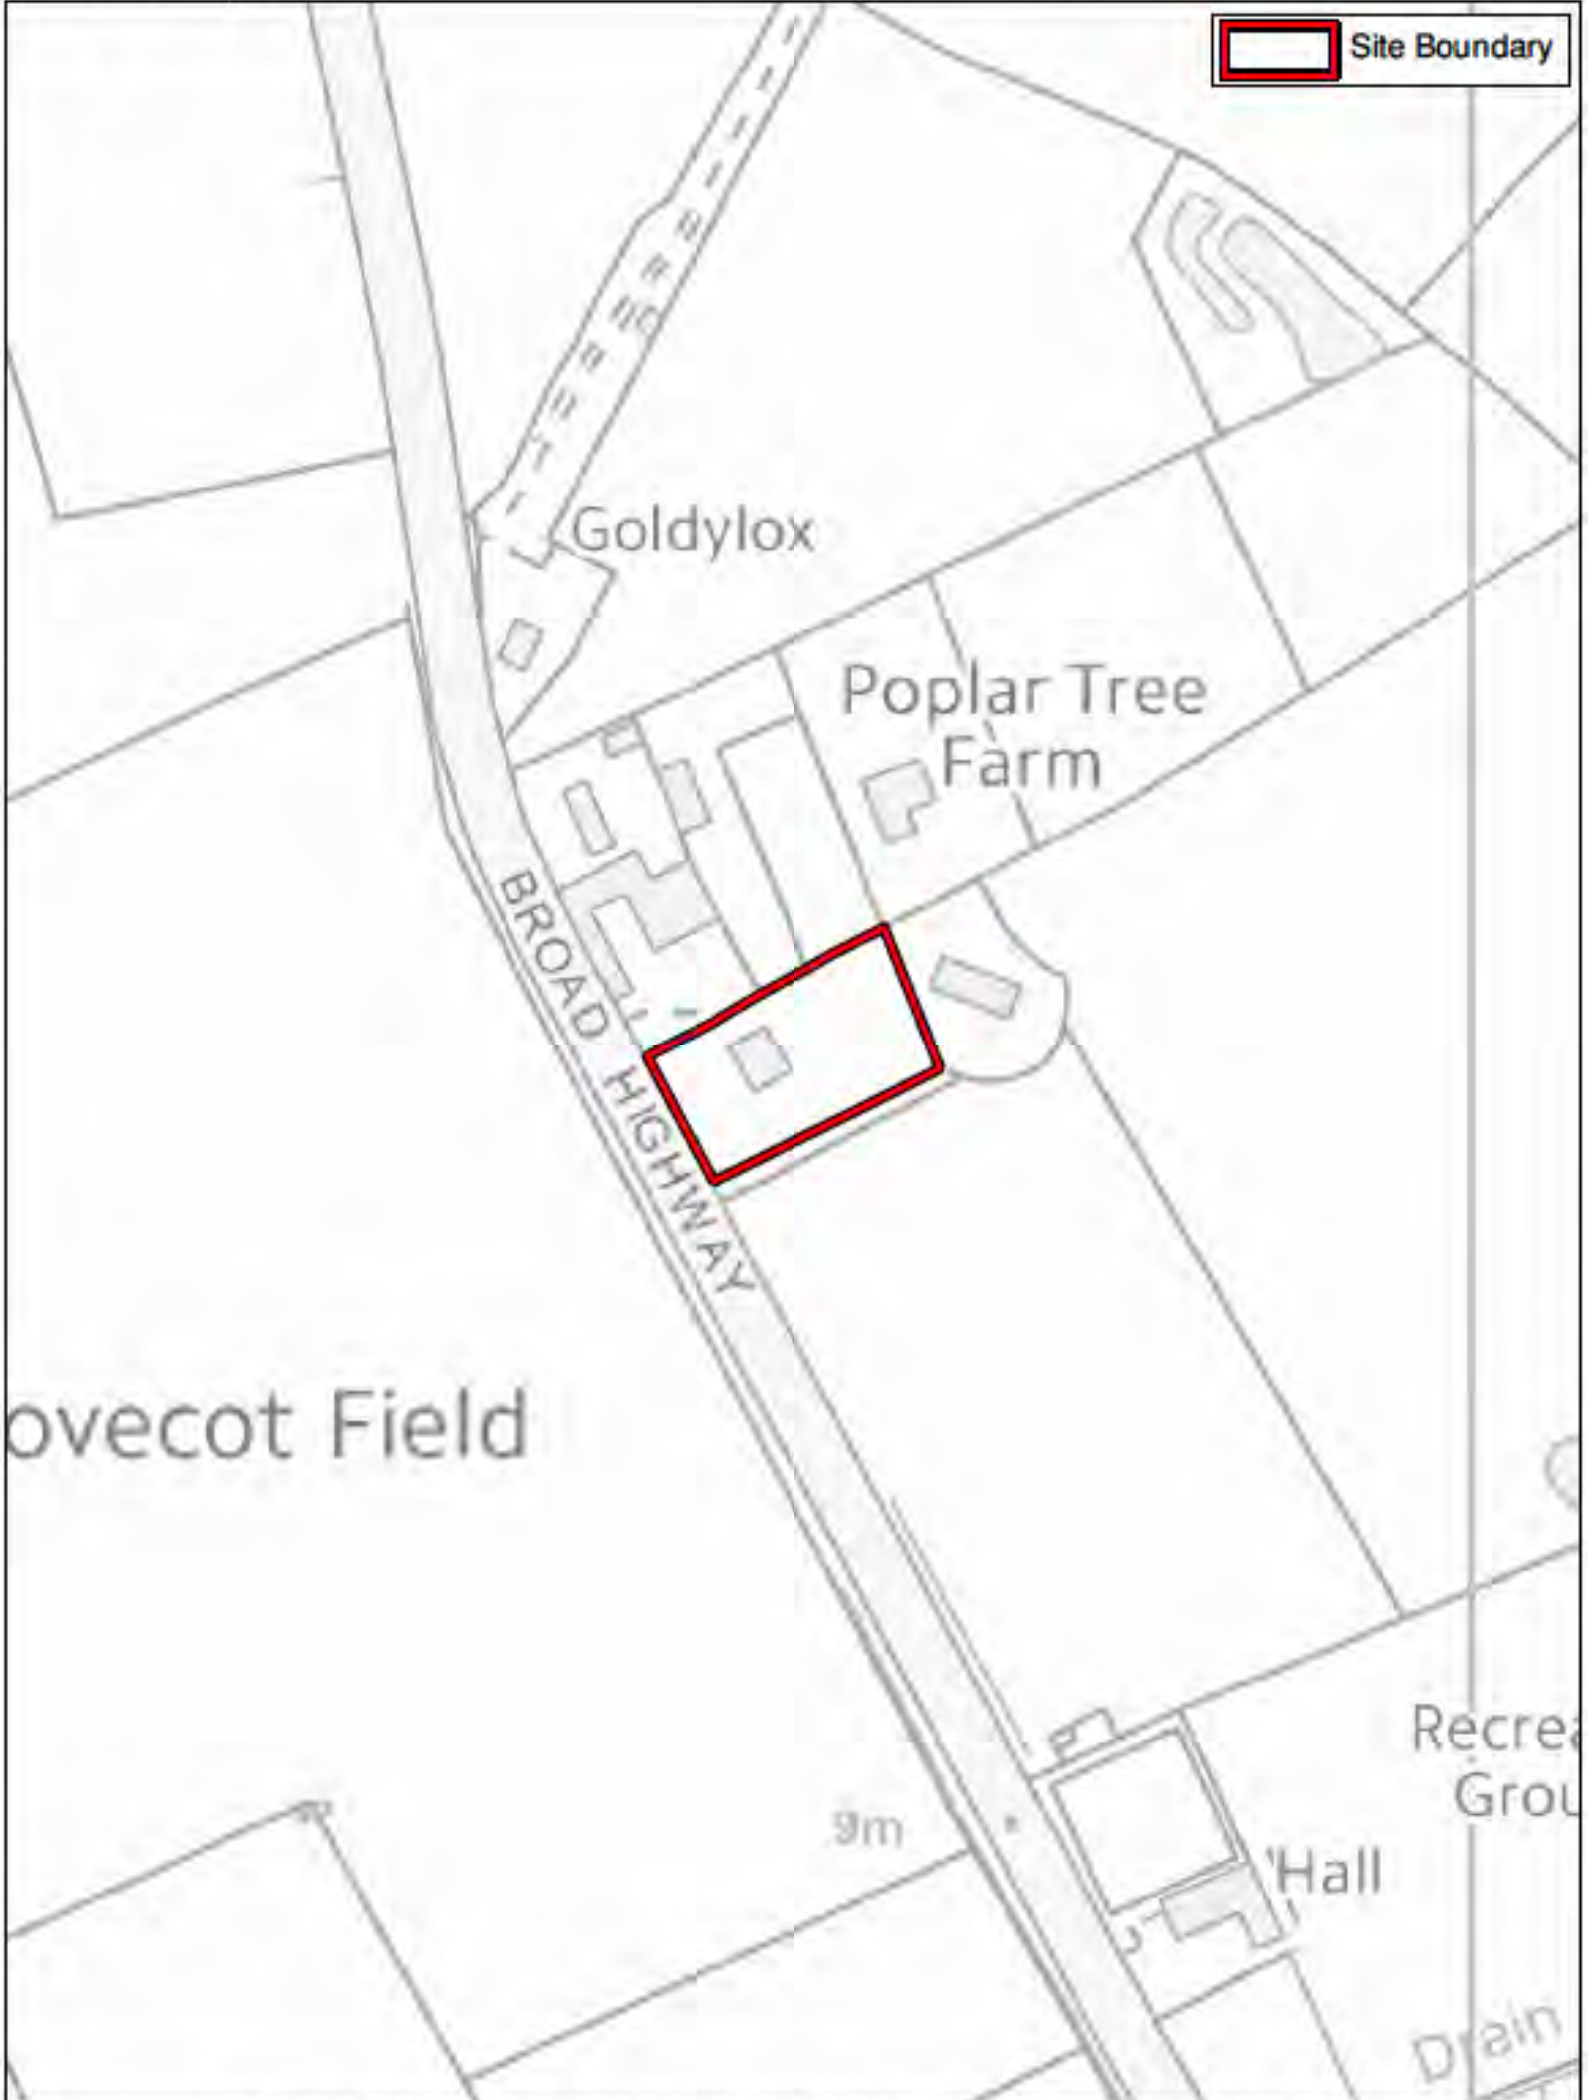 Site Boundary
Goldylox
Poplar Tree
Farm
BROAD HIGHWAY
ovecot Field
Recrea
Grou
9m
Hall
Drain